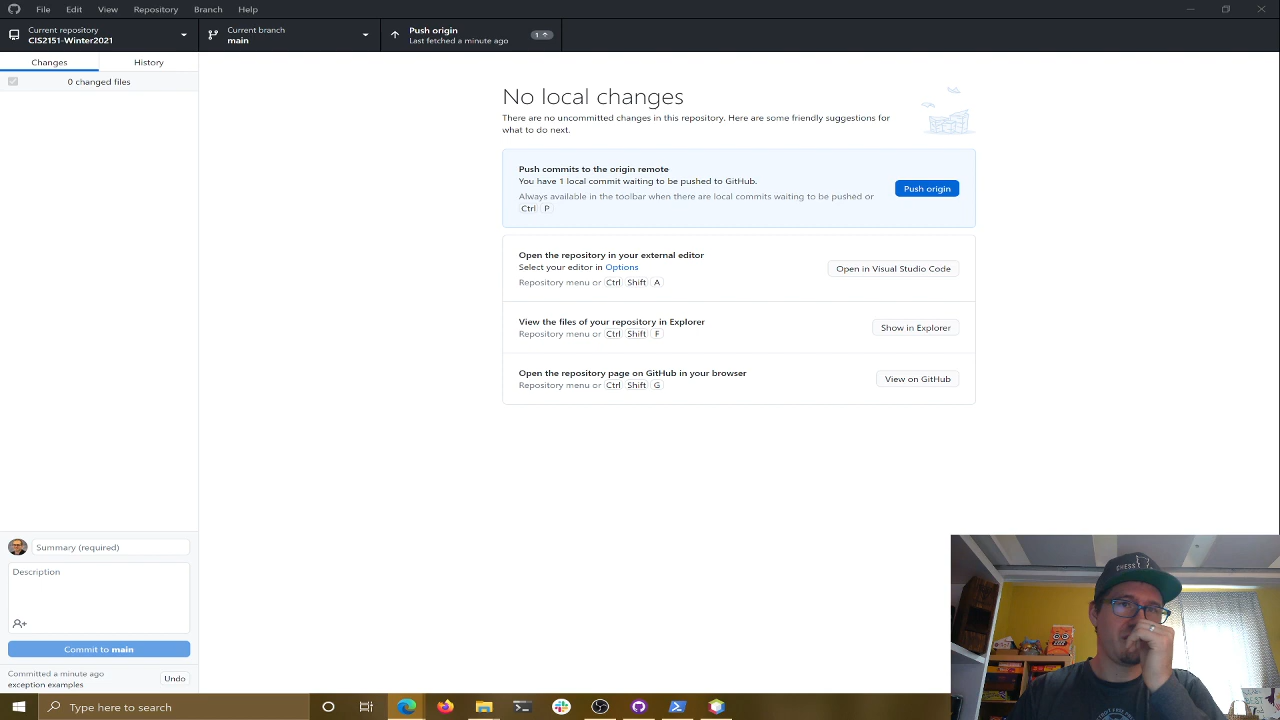 File Edit View Repository Branch Help
Current repository
CIS2151-Winter2021
Current branch
main
Push origin
Last fetched a minute ago
1
Changes
History
0 changed files
No local changes
There are no uncommitted changes in this repository. Here are some friendly suggestions for
what to do next.
Push commits to the origin remote
You have 1 local commit waiting to be pushed to GitHub.
Always available in the toolbar when there are local commits waiting to be pushed or
Ctrl P
Push origin
Open the repository in your external editor
Select your editor in Options
Repository menu or Ctrl Shift A
Open in Visual Studio Code
View the files of your repository in Explorer
Repository menu or Ctrl Shift F
Show in Explorer
Open the repository page on GitHub in your browser
Repository menu or Ctrl Shift G
View on GitHub
Summary (required)
Description
Commit to main
Committed a minute ago
exception examples
Undo
CHESS
Type here to search